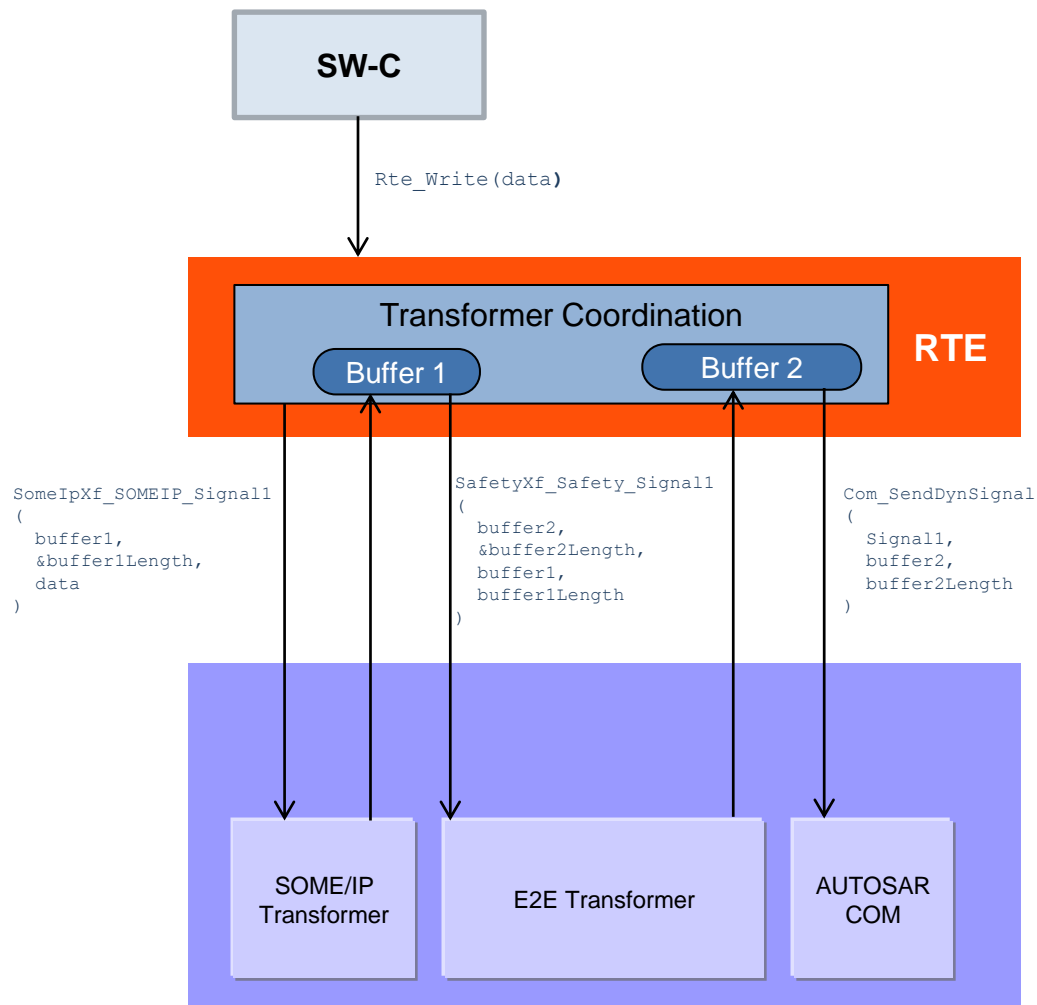 SW-C
Rte_Write(data)
Transformer Coordination
Buffer 1
Buffer 2
RTE
SomeIpXf_SOMEIP_Signal1
(
buffer1,
&buffer1Length,
data
)
SafetyXf_Safety_Signal1
(
buffer2,
&buffer2Length,
buffer1,
buffer1Length
)
Com_SendDynSignal
(
Signal1,
buffer2,
buffer2Length
)
SOME/IP
Transformer
E2E Transformer
AUTOSAR
COM